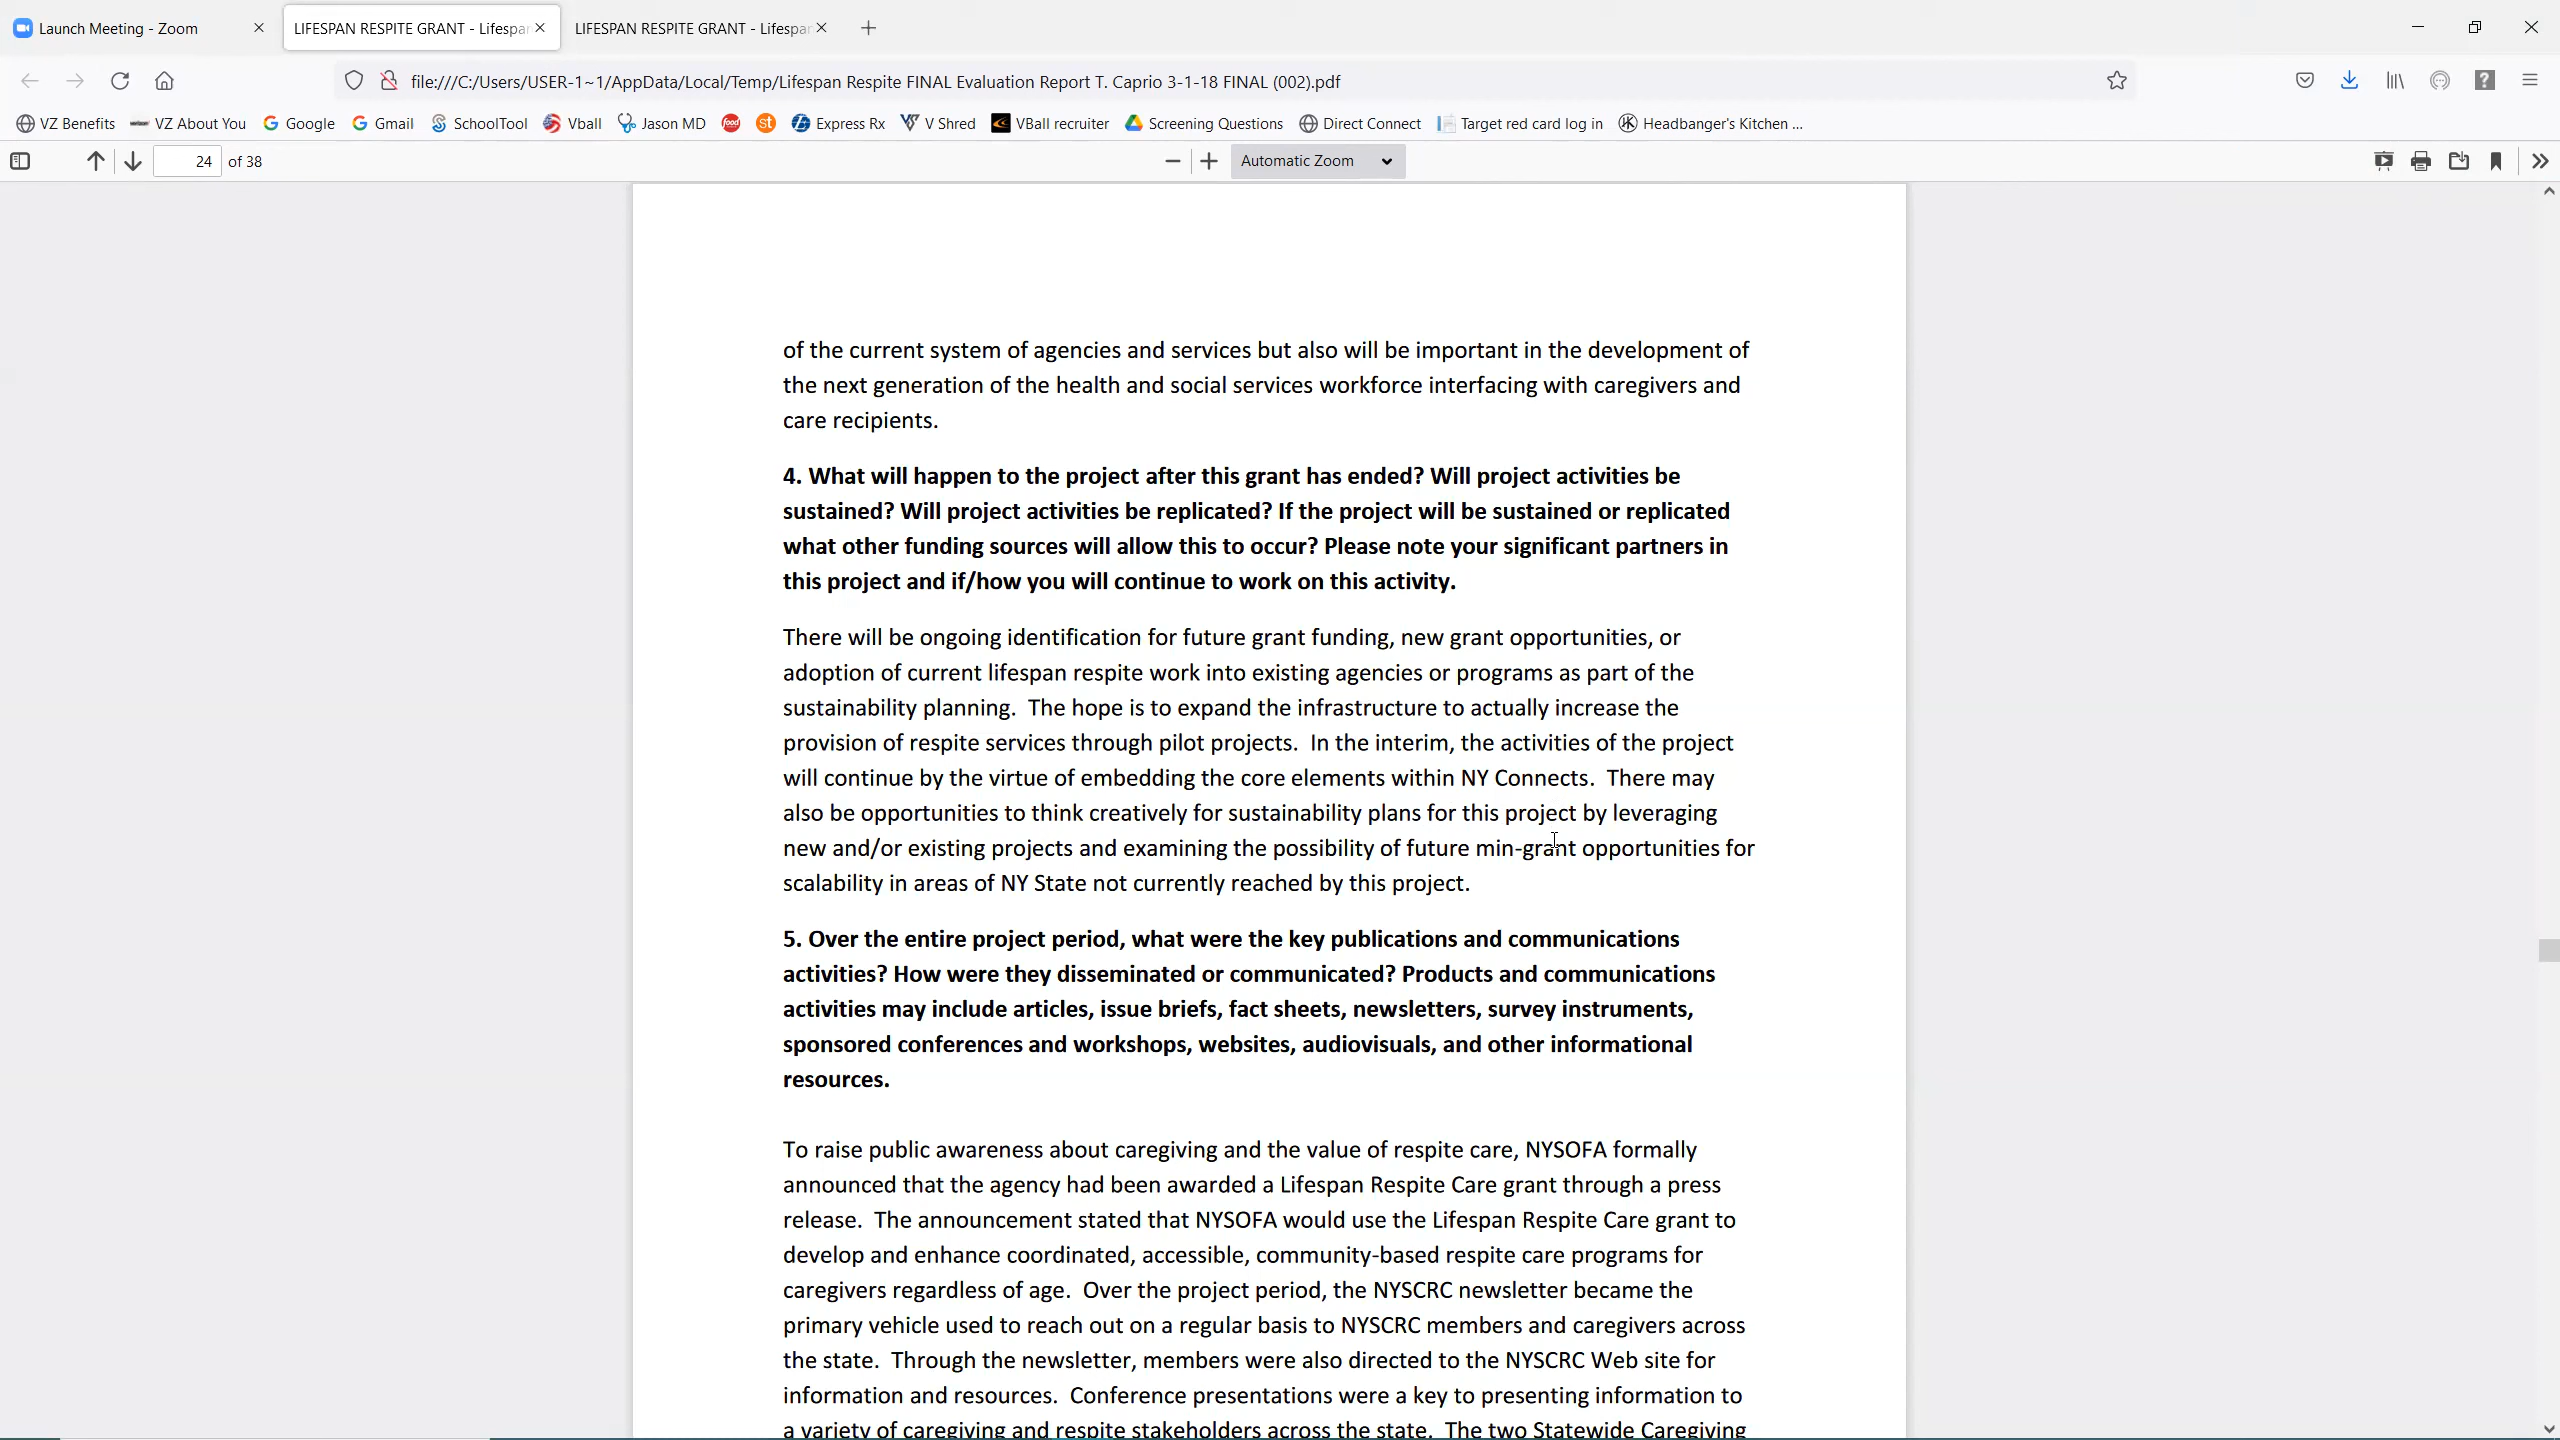 Launch Meeting - Zoom
LIFESPAN RESPITE GRANT - Lifespan
LIFESPAN RESPITE GRANT - Lifespan
file:///C:/Users/USER-1~1/AppData/Local/Temp/Lifespan Respite FINAL Evaluation Report T. Caprio 3-1-18 FINAL (002).pdf
VZ Benefits VZ About You Google Gmail SchoolTool Vball Jason MD food st Express Rx V Shred VBall recruiter Screening Questions Direct Connect Target red card log in Headbanger's Kitchen ...
24 of 38
Automatic Zoom
of the current system of agencies and services but also will be important in the development of
the next generation of the health and social services workforce interfacing with caregivers and
care recipients.
4. What will happen to the project after this grant has ended? Will project activities be
sustained? Will project activities be replicated? If the project will be sustained or replicated
what other funding sources will allow this to occur? Please note your significant partners in
this project and if/how you will continue to work on this activity.
There will be ongoing identification for future grant funding, new grant opportunities, or
adoption of current lifespan respite work into existing agencies or programs as part of the
sustainability planning. The hope is to expand the infrastructure to actually increase the
provision of respite services through pilot projects. In the interim, the activities of the project
will continue by the virtue of embedding the core elements within NY Connects. There may
also be opportunities to think creatively for sustainability plans for this project by leveraging
new and/or existing projects and examining the possibility of future min-grant opportunities for
scalability in areas of NY State not currently reached by this project.
5. Over the entire project period, what were the key publications and communications
activities? How were they disseminated or communicated? Products and communications
activities may include articles, issue briefs, fact sheets, newsletters, survey instruments,
sponsored conferences and workshops, websites, audiovisuals, and other informational
resources.
To raise public awareness about caregiving and the value of respite care, NYSOFA formally
announced that the agency had been awarded a Lifespan Respite Care grant through a press
release. The announcement stated that NYSOFA would use the Lifespan Respite Care grant to
develop and enhance coordinated, accessible, community-based respite care programs for
caregivers regardless of age. Over the project period, the NYSCRC newsletter became the
primary vehicle used to reach out on a regular basis to NYSCRC members and caregivers across
the state. Through the newsletter, members were also directed to the NYSCRC Web site for
information and resources. Conference presentations were a key to presenting information to
a variety of caregiving and respite stakeholders across the state. The two Statewide Caregiving